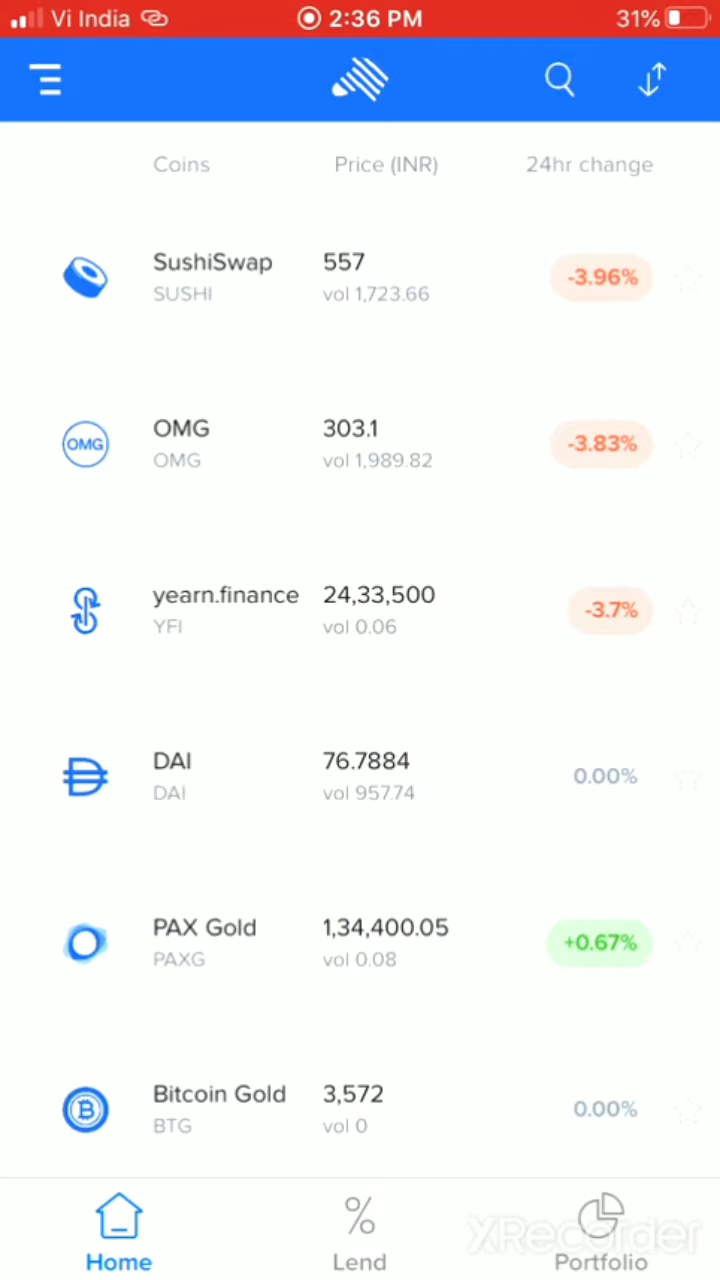 Vi India 2:36 PM 31%
Coins Price (INR) 24hr change
SushiSwap 557 -3.96%
SUSHI vol 1,723.66
OMG OMG 303.1 -3.83%
OMG vol 1,989.82
yearn.finance 24,33,500 -3.7%
YFI vol 0.06
DAI 76.7884 0.00%
DAI vol 957.74
PAX Gold 1,34,400.05 +0.67%
PAXG vol 0.08
Bitcoin Gold 3,572 0.00%
BTG vol 0
XRecorder
Home Lend Portfolio